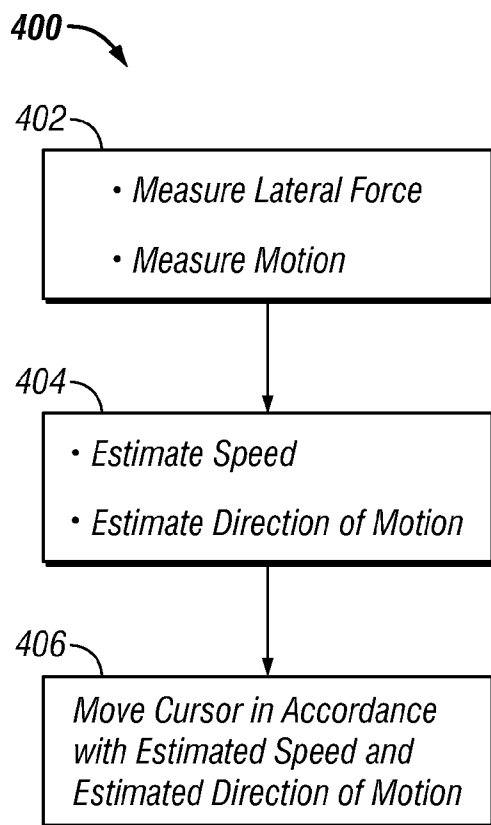 400
402
• Measure Lateral Force
• Measure Motion
404
• Estimate Speed
• Estimate Direction of Motion
406
Move Cursor in Accordance
with Estimated Speed and
Estimated Direction of Motion